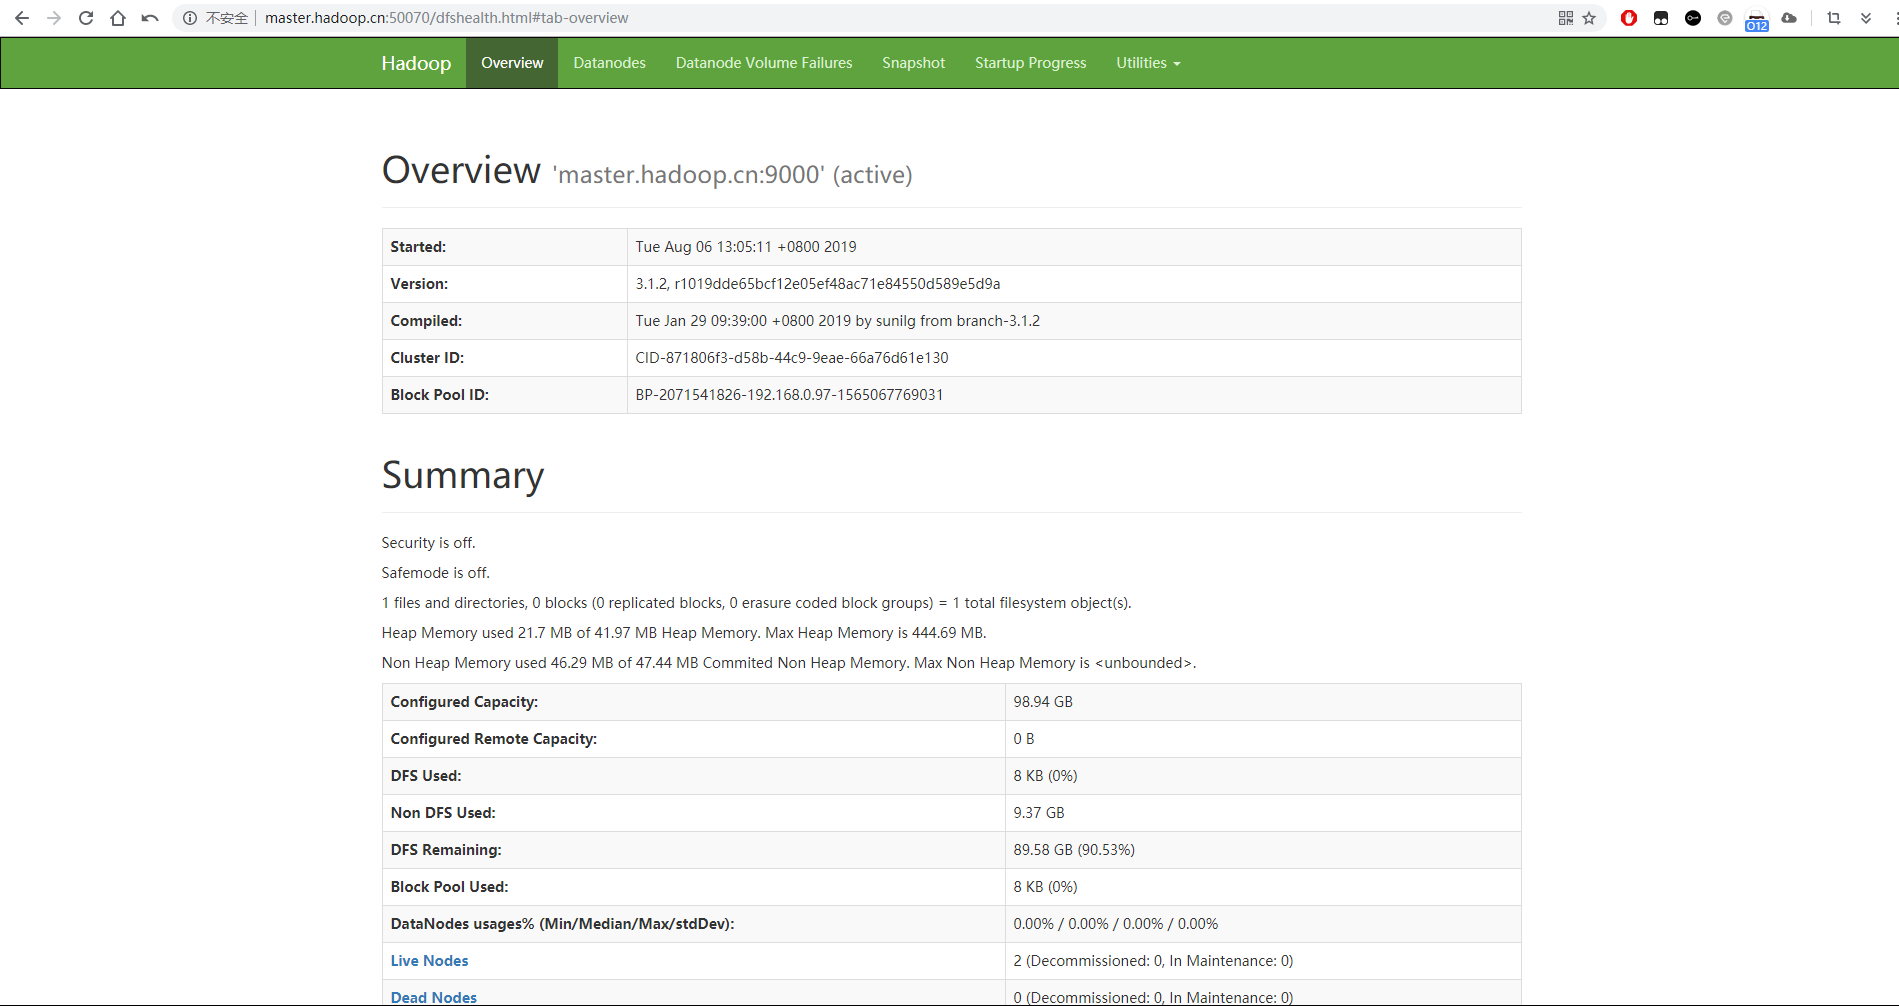 不安全 master.hadoop.cn:50070/dfshealth.html#tab-overview
O12
Hadoop Overview Datanodes Datanode Volume Failures Snapshot Startup Progress Utilities
Overview 'master.hadoop.cn:9000' (active)
Started: Tue Aug 06 13:05:11 +0800 2019
Version: 3.1.2, r1019dde65bcf12e05ef48ac71e84550d589e5d9a
Compiled: Tue Jan 29 09:39:00 +0800 2019 by sunilg from branch-3.1.2
Cluster ID: CID-871806f3-d58b-44c9-9eae-66a76d61e130
Block Pool ID: BP-2071541826-192.168.0.97-1565067769031
Summary
Security is off.
Safemode is off.
1 files and directories, 0 blocks (0 replicated blocks, 0 erasure coded block groups) = 1 total filesystem object(s).
Heap Memory used 21.7 MB of 41.97 MB Heap Memory. Max Heap Memory is 444.69 MB.
Non Heap Memory used 46.29 MB of 47.44 MB Commited Non Heap Memory. Max Non Heap Memory is <unbounded>.
Configured Capacity: 98.94 GB
Configured Remote Capacity: 0 B
DFS Used: 8 KB (0%)
Non DFS Used: 9.37 GB
DFS Remaining: 89.58 GB (90.53%)
Block Pool Used: 8 KB (0%)
DataNodes usages% (Min/Median/Max/stdDev): 0.00% / 0.00% / 0.00% / 0.00%
Live Nodes 2 (Decommissioned: 0, In Maintenance: 0)
Dead Nodes 0 (Decommissioned: 0, In Maintenance: 0)